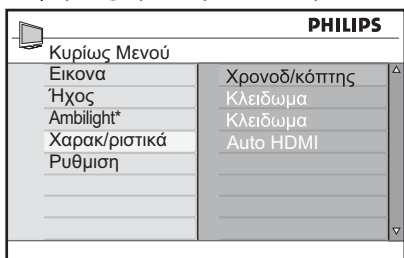 PHILIPS
Κυρίως Μενού
Εικονα
Ήχος
Ambilight*
Χαρακ/ριστικά
Ρυθμιση
Χρονοδ/κόπτης
Κλειδωμα
Κλειδωμα
Auto HDMI